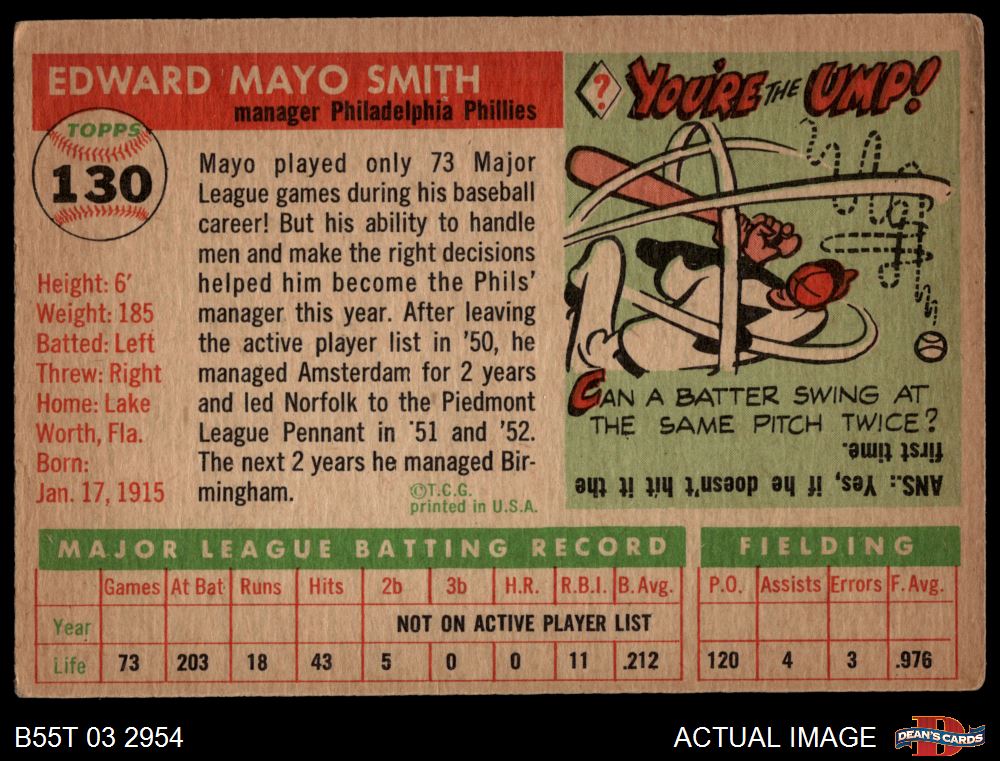 EDWARD MAYO SMITH
manager Philadelphia Phillies
TOPPS
130
Height: 6'
Weight: 185
Batted: Left
Threw: Right
Home: Lake
Worth, Fla.
Born:
Jan. 17, 1915
Mayo played only 73 Major
League games during his baseball
career! But his ability to handle
men and make the right decisions
helped him become the Phils'
manager this year. After leaving
the active player list in '50, he
managed Amsterdam for 2 years
and led Norfolk to the Piedmont
League Pennant in '51 and '52.
The next 2 years he managed Bir-
mingham.
©T.C.G.
printed in U.S.A.
? YOU'RE THE UMP!
CAN A BATTER SWING AT
THE SAME PITCH TWICE?
ANS.: Yes, if he doesn't hit it the
first time.
MAJOR LEAGUE BATTING RECORD FIELDING
Games At Bat Runs Hits 2b 3b H.R. R.B.I. B. Avg. P.O. Assists Errors F. Avg.
Year NOT ON ACTIVE PLAYER LIST
Life 73 203 18 43 5 0 0 11 .212 120 4 3 .976
B55T 03 2954 ACTUAL IMAGE D DEAN'S CARDS